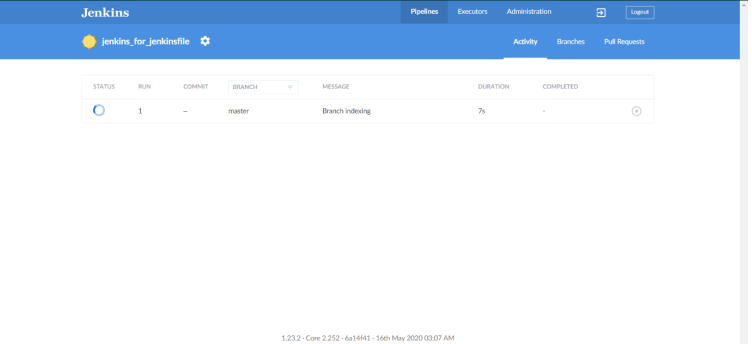 Jenkins Pipelines Executors Administration Logout
jenkins_for_jenkinsfile Activity Branches Pull Requests
STATUS RUN COMMIT BRANCH MESSAGE DURATION COMPLETED
1 – master Branch indexing 7s -
1.23.2 · Core 2.252 · 6a14f41 · 16th May 2020 03:07 AM